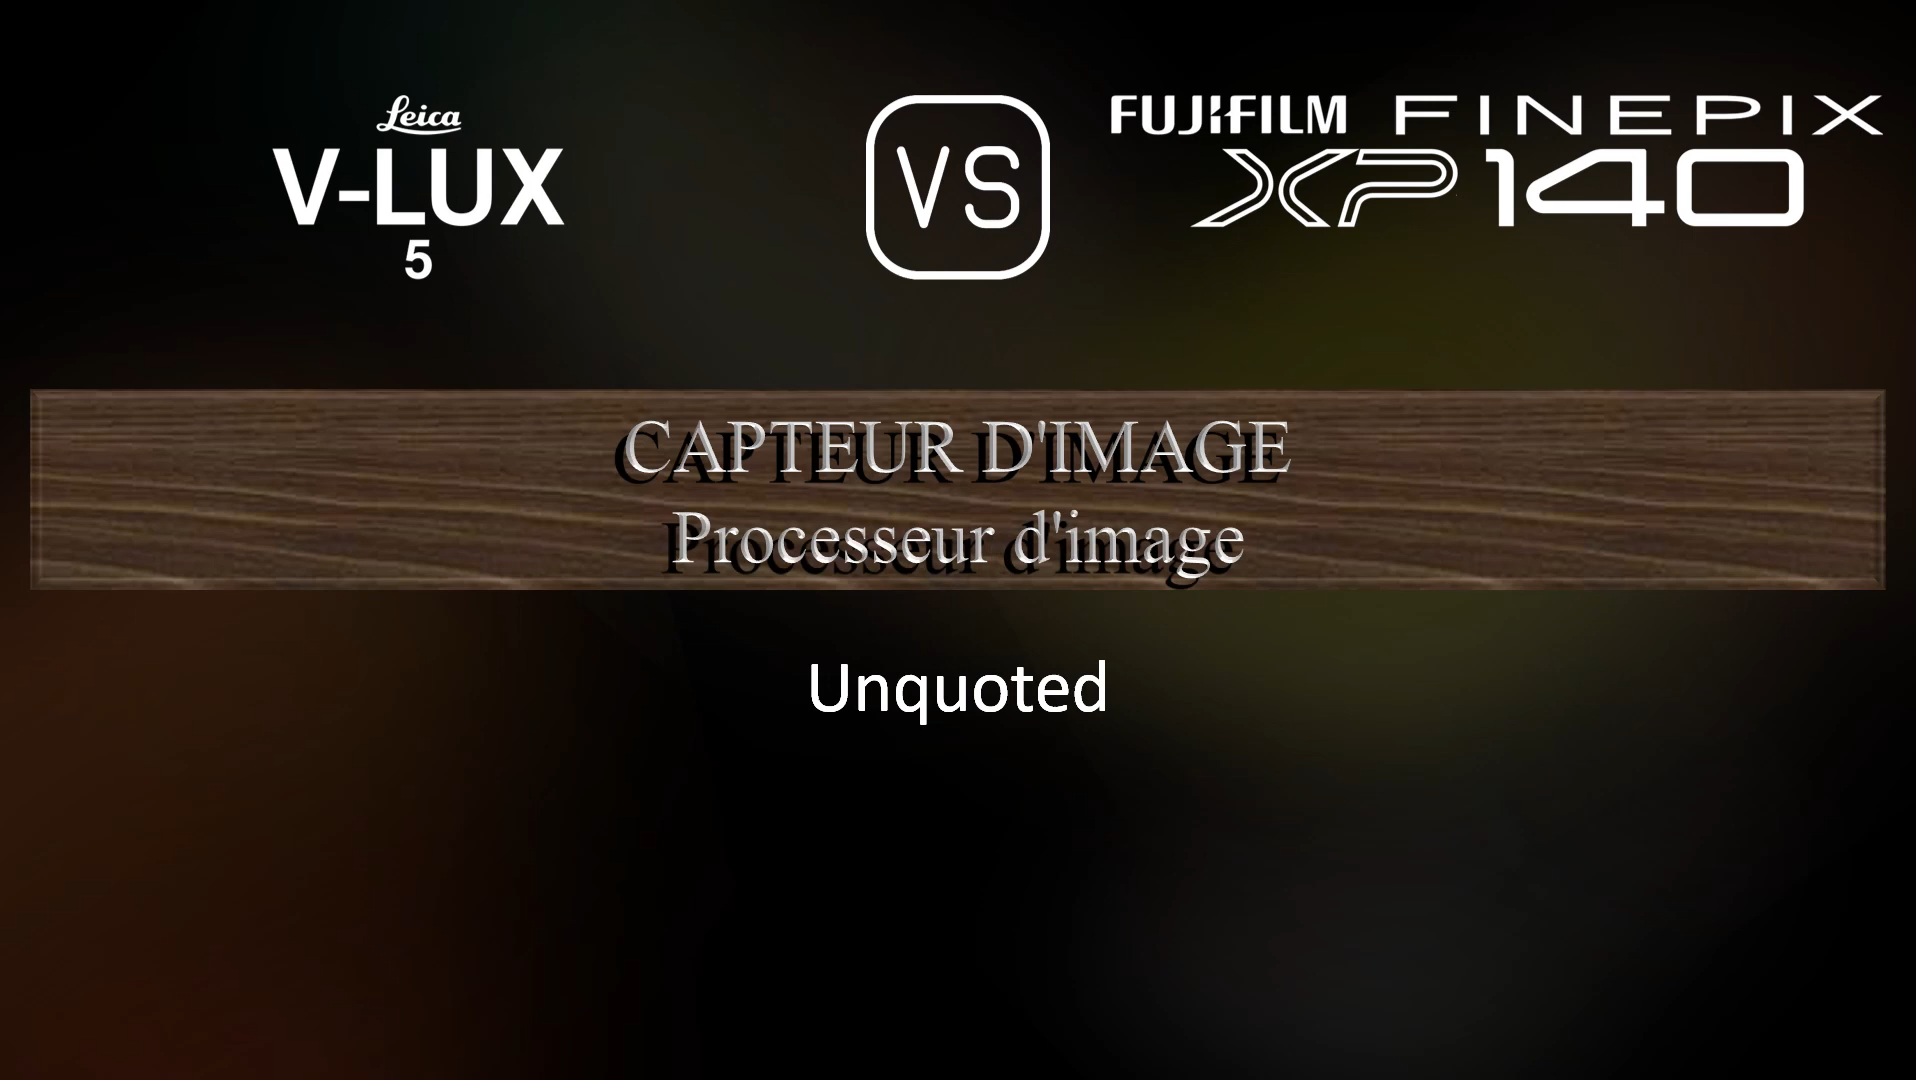 Leica
V-LUX
5
VS
FUJIFILM FINEPIX
XP140
CAPTEUR D'IMAGE
Processeur d'image
Unquoted